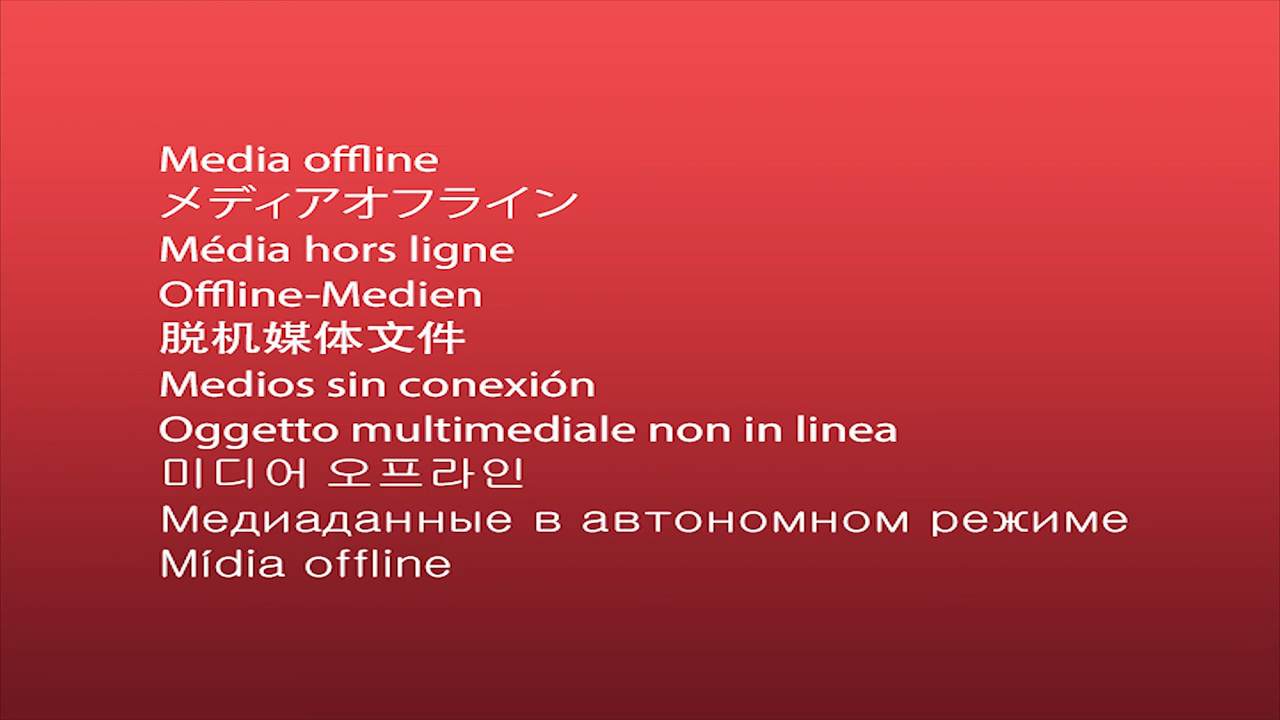 Media offline
メディアオフライン
Média hors ligne
Offline-Medien
脱机媒体文件
Medios sin conexión
Oggetto multimediale non in linea
미디어 오프라인
Медиаданные в автономном режиме
Mídia offline